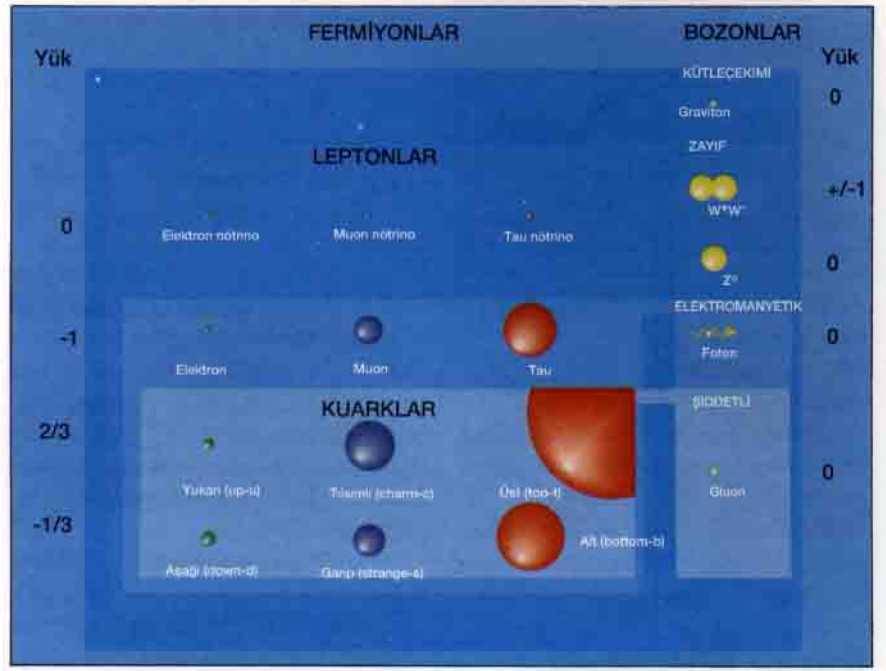 FERMİYONLAR
BOZONLAR
Yük
Yük
KÜTLEÇEKİMİ
0
Graviton
ZAYIF
LEPTONLAR
+/-1
W⁺W⁻
0
Elektron nötrino
Muon nötrino
Tau nötrino
0
Z⁰
ELEKTROMANYETİK
-1
0
Foton
Elektron
Muon
Tau
KUARKLAR
ŞİDDETLİ
2/3
0
Yukarı (up-u)
Tılsımlı (charm-c)
Üst (top-t)
Gluon
-1/3
Alt (bottom-b)
Aşağı (down-d)
Garip (strange-s)